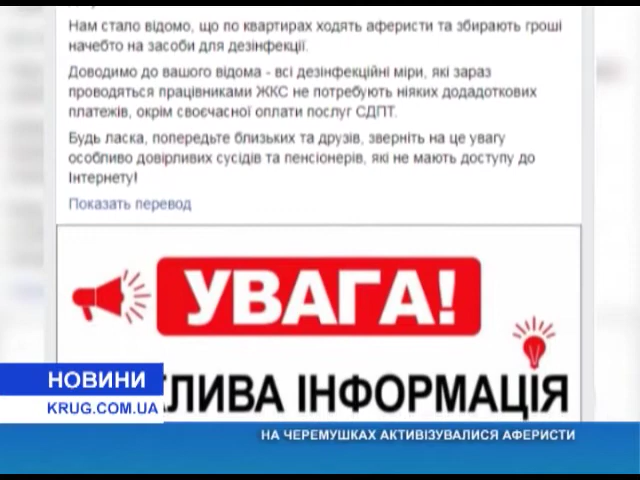 Нам стало відомо, що по квартирах ходять аферисти та збирають гроші
начебто на засоби для дезінфекції.
Доводимо до вашого відома - всі дезінфекційні міри, які зараз
проводяться працівниками ЖКС не потребують ніяких дододаткових
платежів, окрім своєчасної оплати послуг СДПТ.
Будь ласка, попередьте близьких та друзів, зверніть на це увагу
особливо довірливих сусідів та пенсіонерів, які не мають доступу до
Інтернету!
Показать перевод
УВАГА!
ЛИВА ІНФОРМАЦІЯ
НОВИНИ
KRUG.COM.UA
НА ЧЕРЕМУШКАХ АКТИВІЗУВАЛИСЯ АФЕРИСТИ